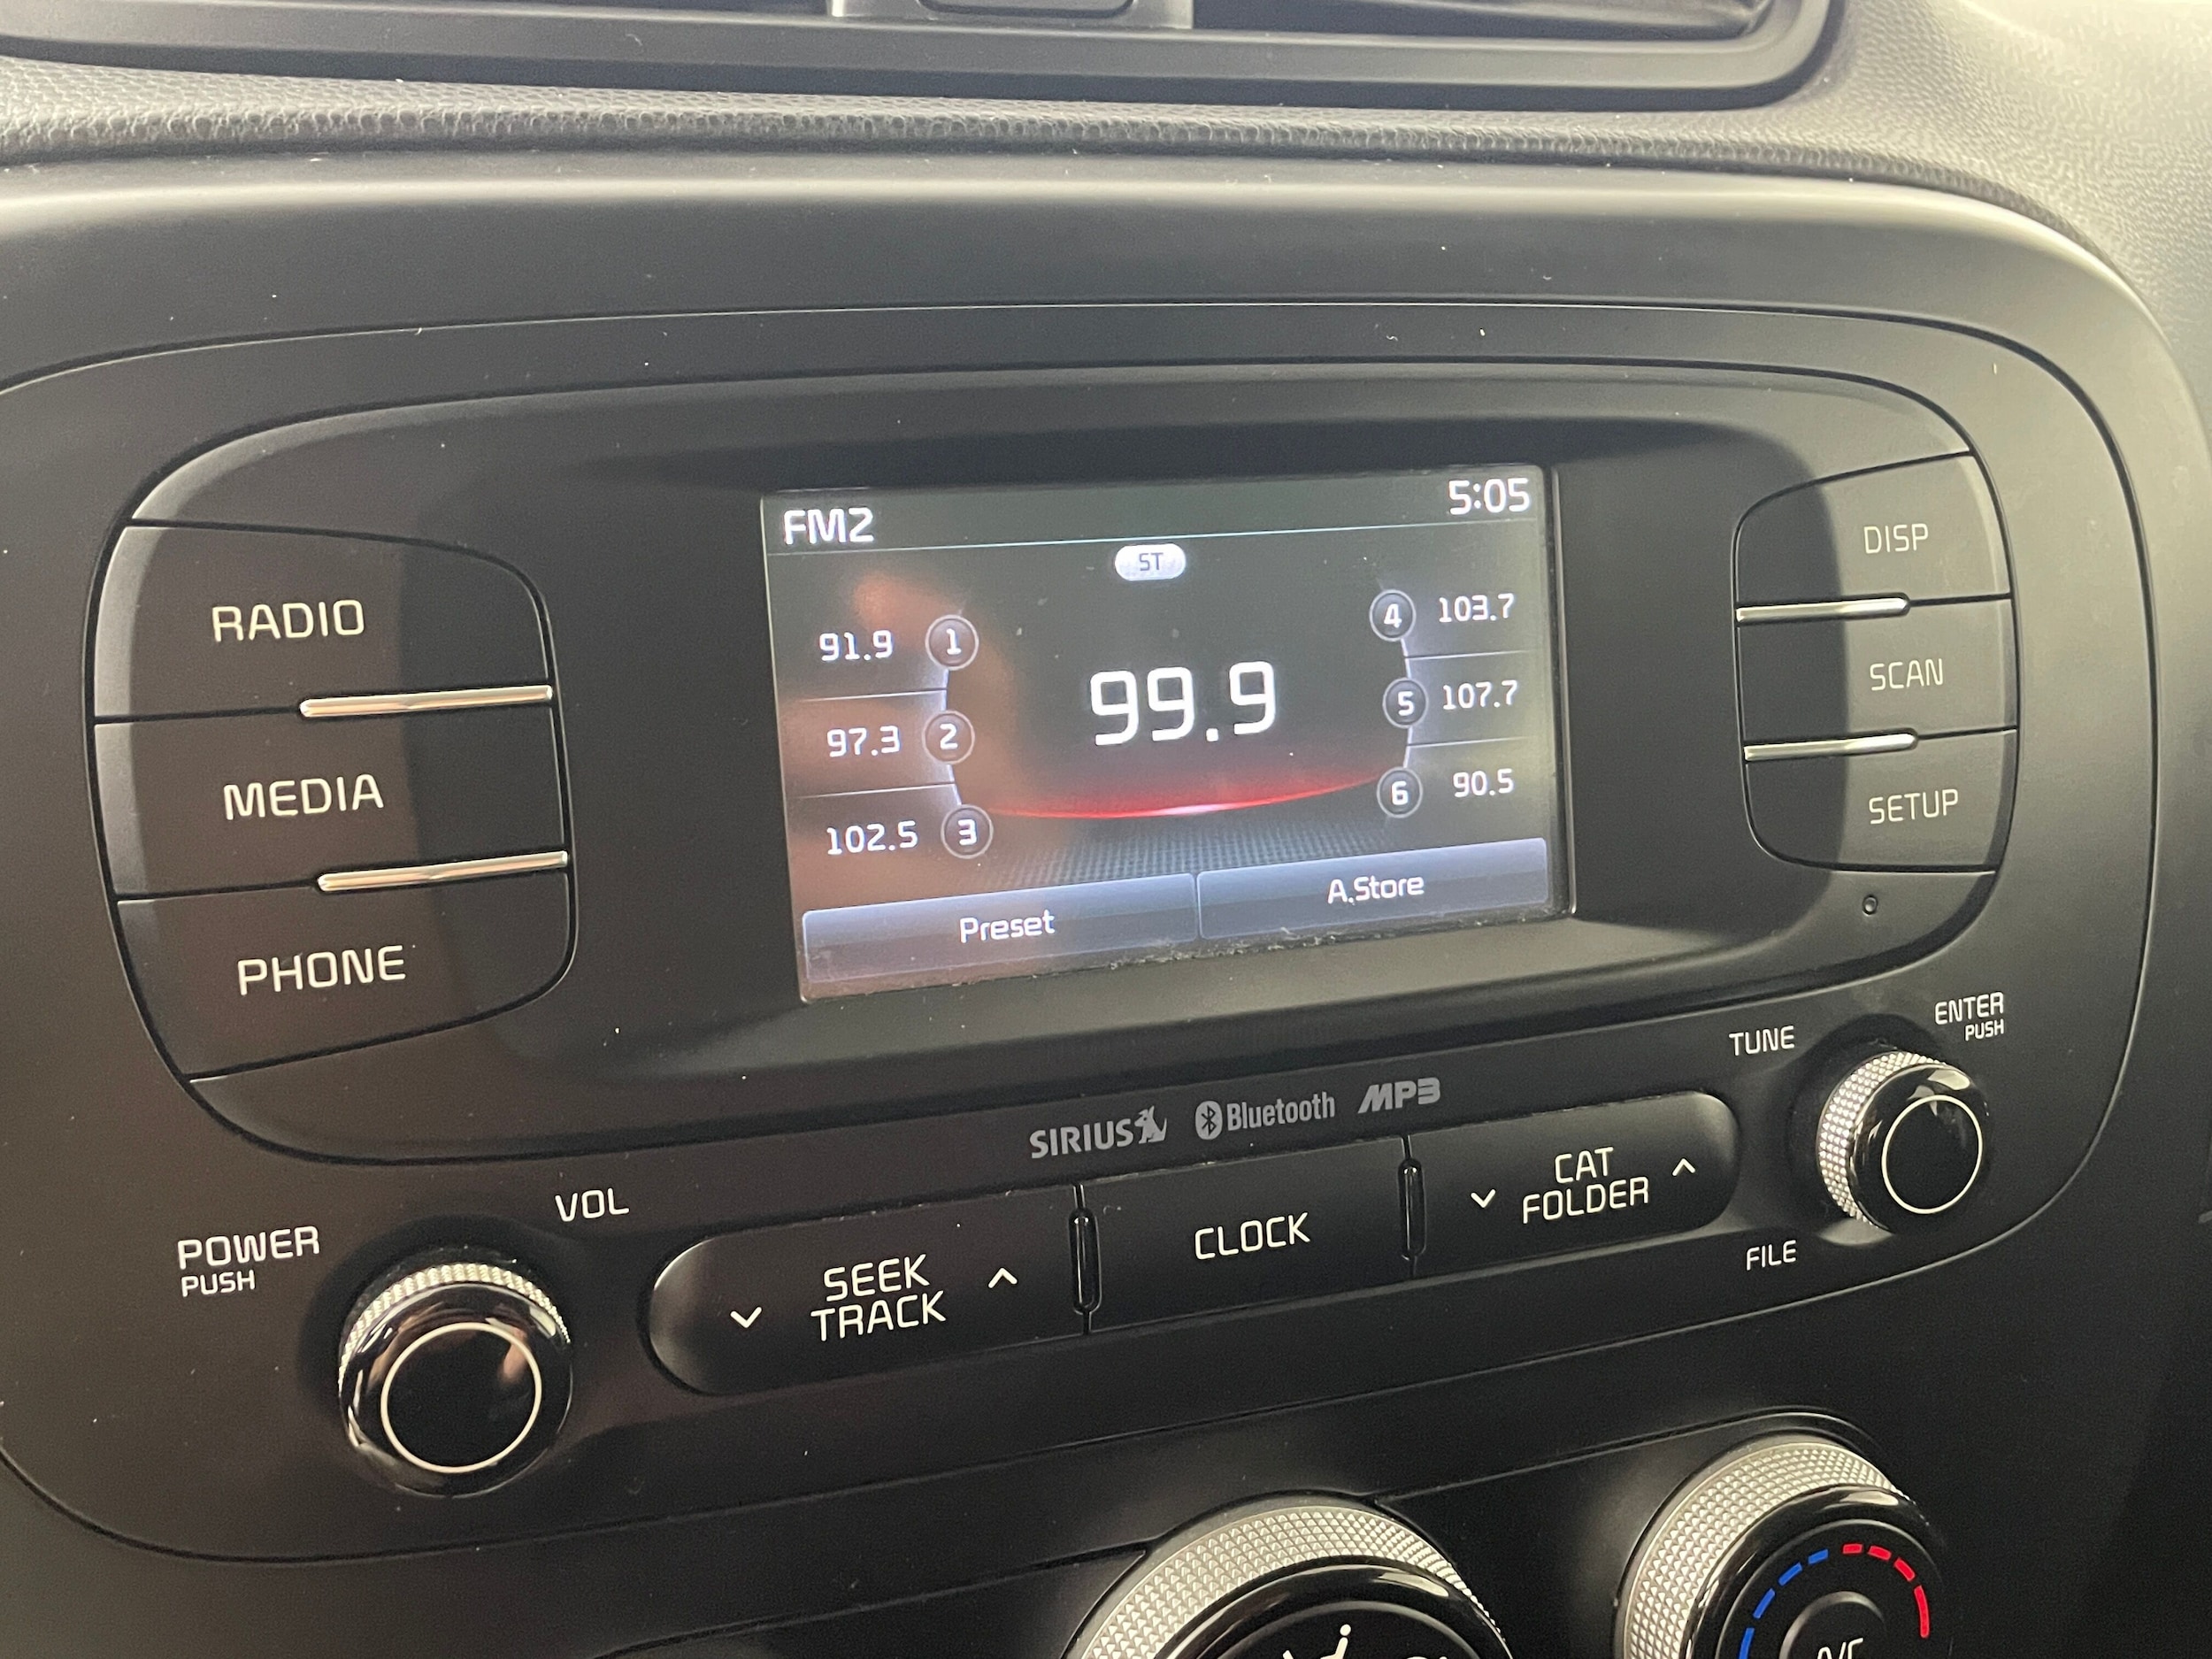 FM2
5:05
ST
91.9 1
97.3 2
102.5 3
99.9
4 103.7
5 107.7
6 90.5
Preset
A.Store
RADIO
MEDIA
PHONE
DISP
SCAN
SETUP
SIRIUS Bluetooth MP3
TUNE
ENTER
PUSH
FILE
POWER
PUSH
VOL
SEEK
TRACK
CLOCK
CAT
FOLDER